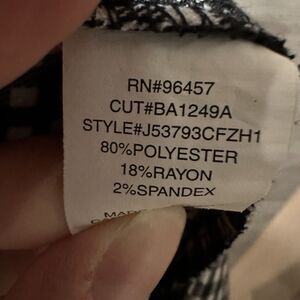 RN#96457
CUT#BA1249A
STYLE#J53793CFZH1
80%POLYESTER
18%RAYON
2%SPANDEX